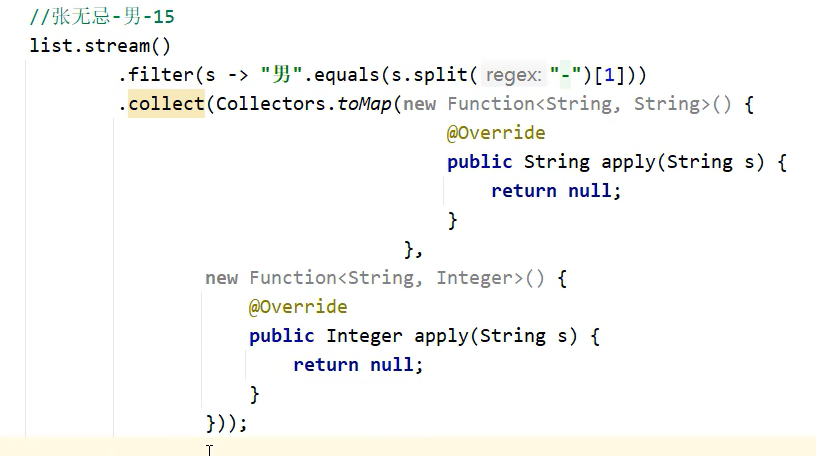 //张无忌-男-15
list.stream()
.filter(s -> "男".equals(s.split( regex: "-")[1]))
.collect(Collectors.toMap(new Function<String, String>() {
@Override
public String apply(String s) {
return null;
}
},
new Function<String, Integer>() {
@Override
public Integer apply(String s) {
return null;
}
}));